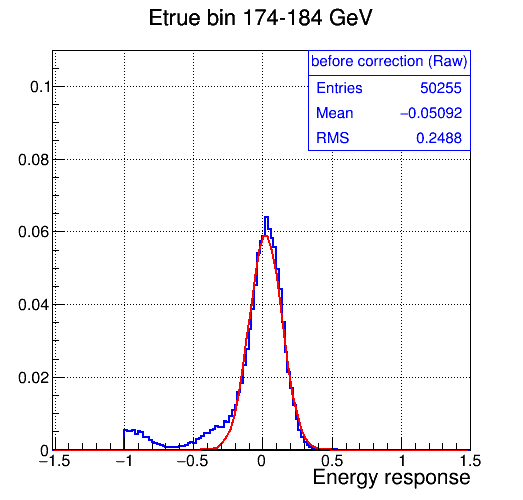 Etrue bin 174-184 GeV
before correction (Raw)
Entries 50255
Mean −0.05092
RMS 0.2488
0.1
0.08
0.06
0.04
0.02
0
−1.5 −1 −0.5 0 0.5 1 1.5
Energy response